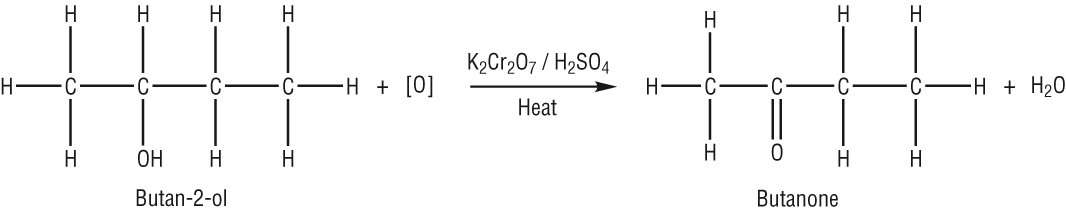 H H H H
H C C C C H + [O]
H OH H H
Butan-2-ol
K₂Cr₂O₇ / H₂SO₄
Heat
H H H
H C C C C H + H₂O
H O H H
Butanone